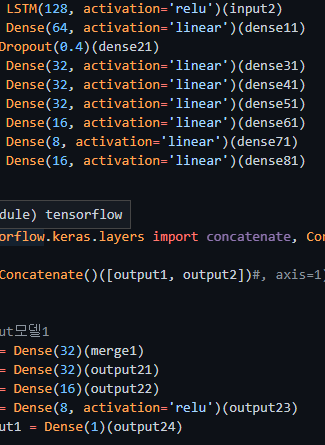 LSTM(128, activation='relu')(input2)
Dense(64, activation='linear')(dense11)
Dropout(0.4)(dense21)
Dense(32, activation='linear')(dense31)
Dense(32, activation='linear')(dense41)
Dense(32, activation='linear')(dense51)
Dense(16, activation='linear')(dense61)
Dense(8, activation='linear')(dense71)
Dense(16, activation='linear')(dense81)
dule) tensorflow
orflow.keras.layers import concatenate, Con
Concatenate()([output1, output2])#, axis=1)
ut모델1
= Dense(32)(merge1)
= Dense(32)(output21)
= Dense(16)(output22)
= Dense(8, activation='relu')(output23)
ut1 = Dense(1)(output24)